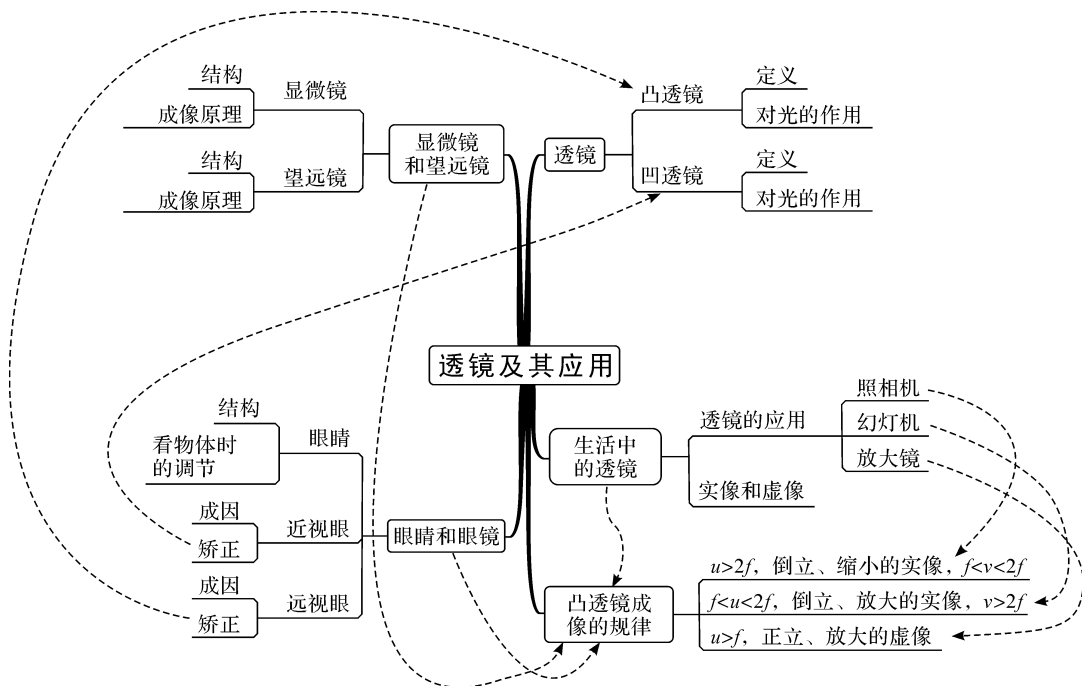 透镜及其应用
透镜
凸透镜
定义
对光的作用
凹透镜
定义
对光的作用
生活中
的透镜
透镜的应用
照相机
幻灯机
放大镜
实像和虚像
凸透镜成
像的规律
u>2f，倒立、缩小的实像，f<v<2f
f<u<2f，倒立、放大的实像，v>2f
u>f，正立、放大的虚像
显微镜
和望远镜
显微镜
结构
成像原理
望远镜
结构
成像原理
眼睛和眼镜
眼睛
结构
看物体时
的调节
近视眼
成因
矫正
远视眼
成因
矫正